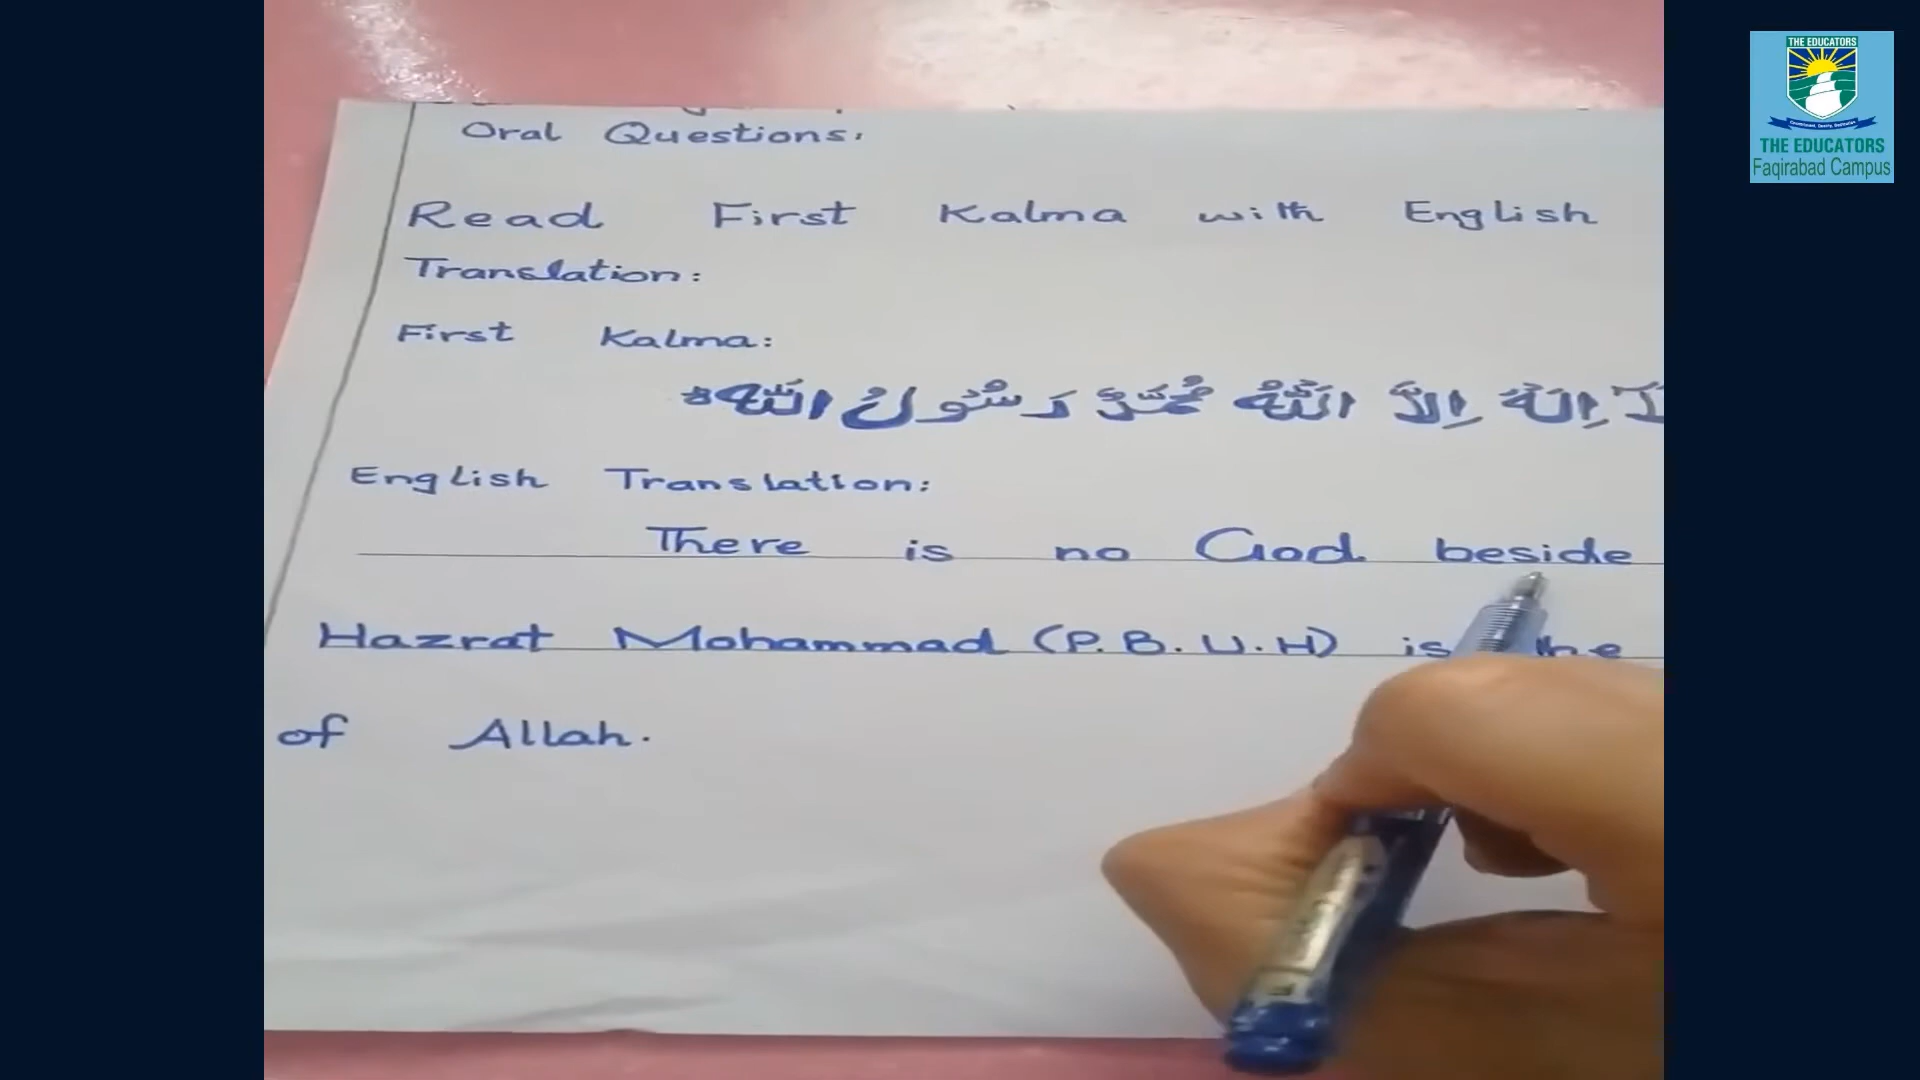 Oral Questions:
Read First Kalma with English
Translation:
First Kalma:
لَا اِلٰهَ اِلَّا اللّٰهُ مُحَمَّدٌ رَسُوْلُ اللّٰهِ ۃ
English Translation:
There is no God beside
Hazrat Mohammad (P.B.U.H) is the
of Allah.
THE EDUCATORS
THE EDUCATORS
Faqirabad Campus